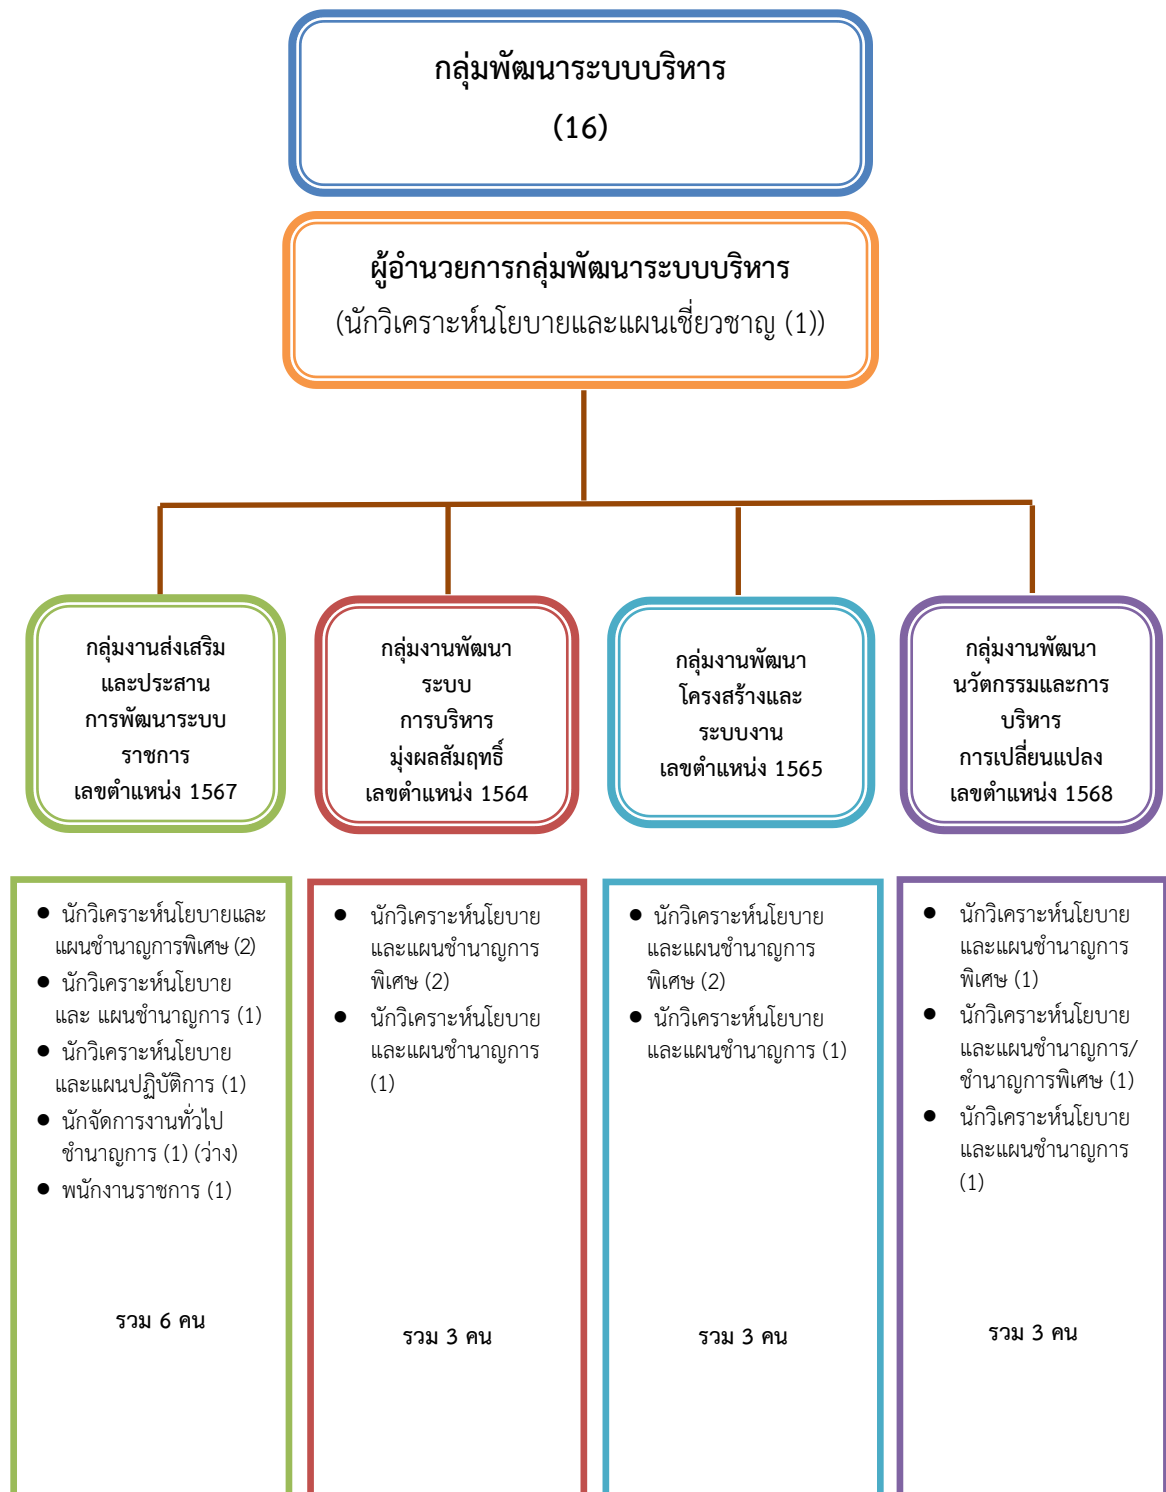 กลุ่มพัฒนาระบบบริหาร
(16)
ผู้อำนวยการกลุ่มพัฒนาระบบบริหาร
(นักวิเคราะห์นโยบายและแผนเชี่ยวชาญ (1))
กลุ่มงานส่งเสริม
และประสาน
การพัฒนาระบบ
ราชการ
เลขตำแหน่ง 1567
กลุ่มงานพัฒนา
ระบบ
การบริหาร
มุ่งผลสัมฤทธิ์
เลขตำแหน่ง 1564
กลุ่มงานพัฒนา
โครงสร้างและ
ระบบงาน
เลขตำแหน่ง 1565
กลุ่มงานพัฒนา
นวัตกรรมและการ
บริหาร
การเปลี่ยนแปลง
เลขตำแหน่ง 1568
● นักวิเคราะห์นโยบายและ
แผนชำนาญการพิเศษ (2)
● นักวิเคราะห์นโยบาย
และ แผนชำนาญการ (1)
● นักวิเคราะห์นโยบาย
และแผนปฏิบัติการ (1)
● นักจัดการงานทั่วไป
ชำนาญการ (1) (ว่าง)
● พนักงานราชการ (1)
รวม 6 คน
● นักวิเคราะห์นโยบาย
และแผนชำนาญการ
พิเศษ (2)
● นักวิเคราะห์นโยบาย
และแผนชำนาญการ
(1)
รวม 3 คน
● นักวิเคราะห์นโยบาย
และแผนชำนาญการ
พิเศษ (2)
● นักวิเคราะห์นโยบาย
และแผนชำนาญการ (1)
รวม 3 คน
● นักวิเคราะห์นโยบาย
และแผนชำนาญการ
พิเศษ (1)
● นักวิเคราะห์นโยบาย
และแผนชำนาญการ/
ชำนาญการพิเศษ (1)
● นักวิเคราะห์นโยบาย
และแผนชำนาญการ
(1)
รวม 3 คน